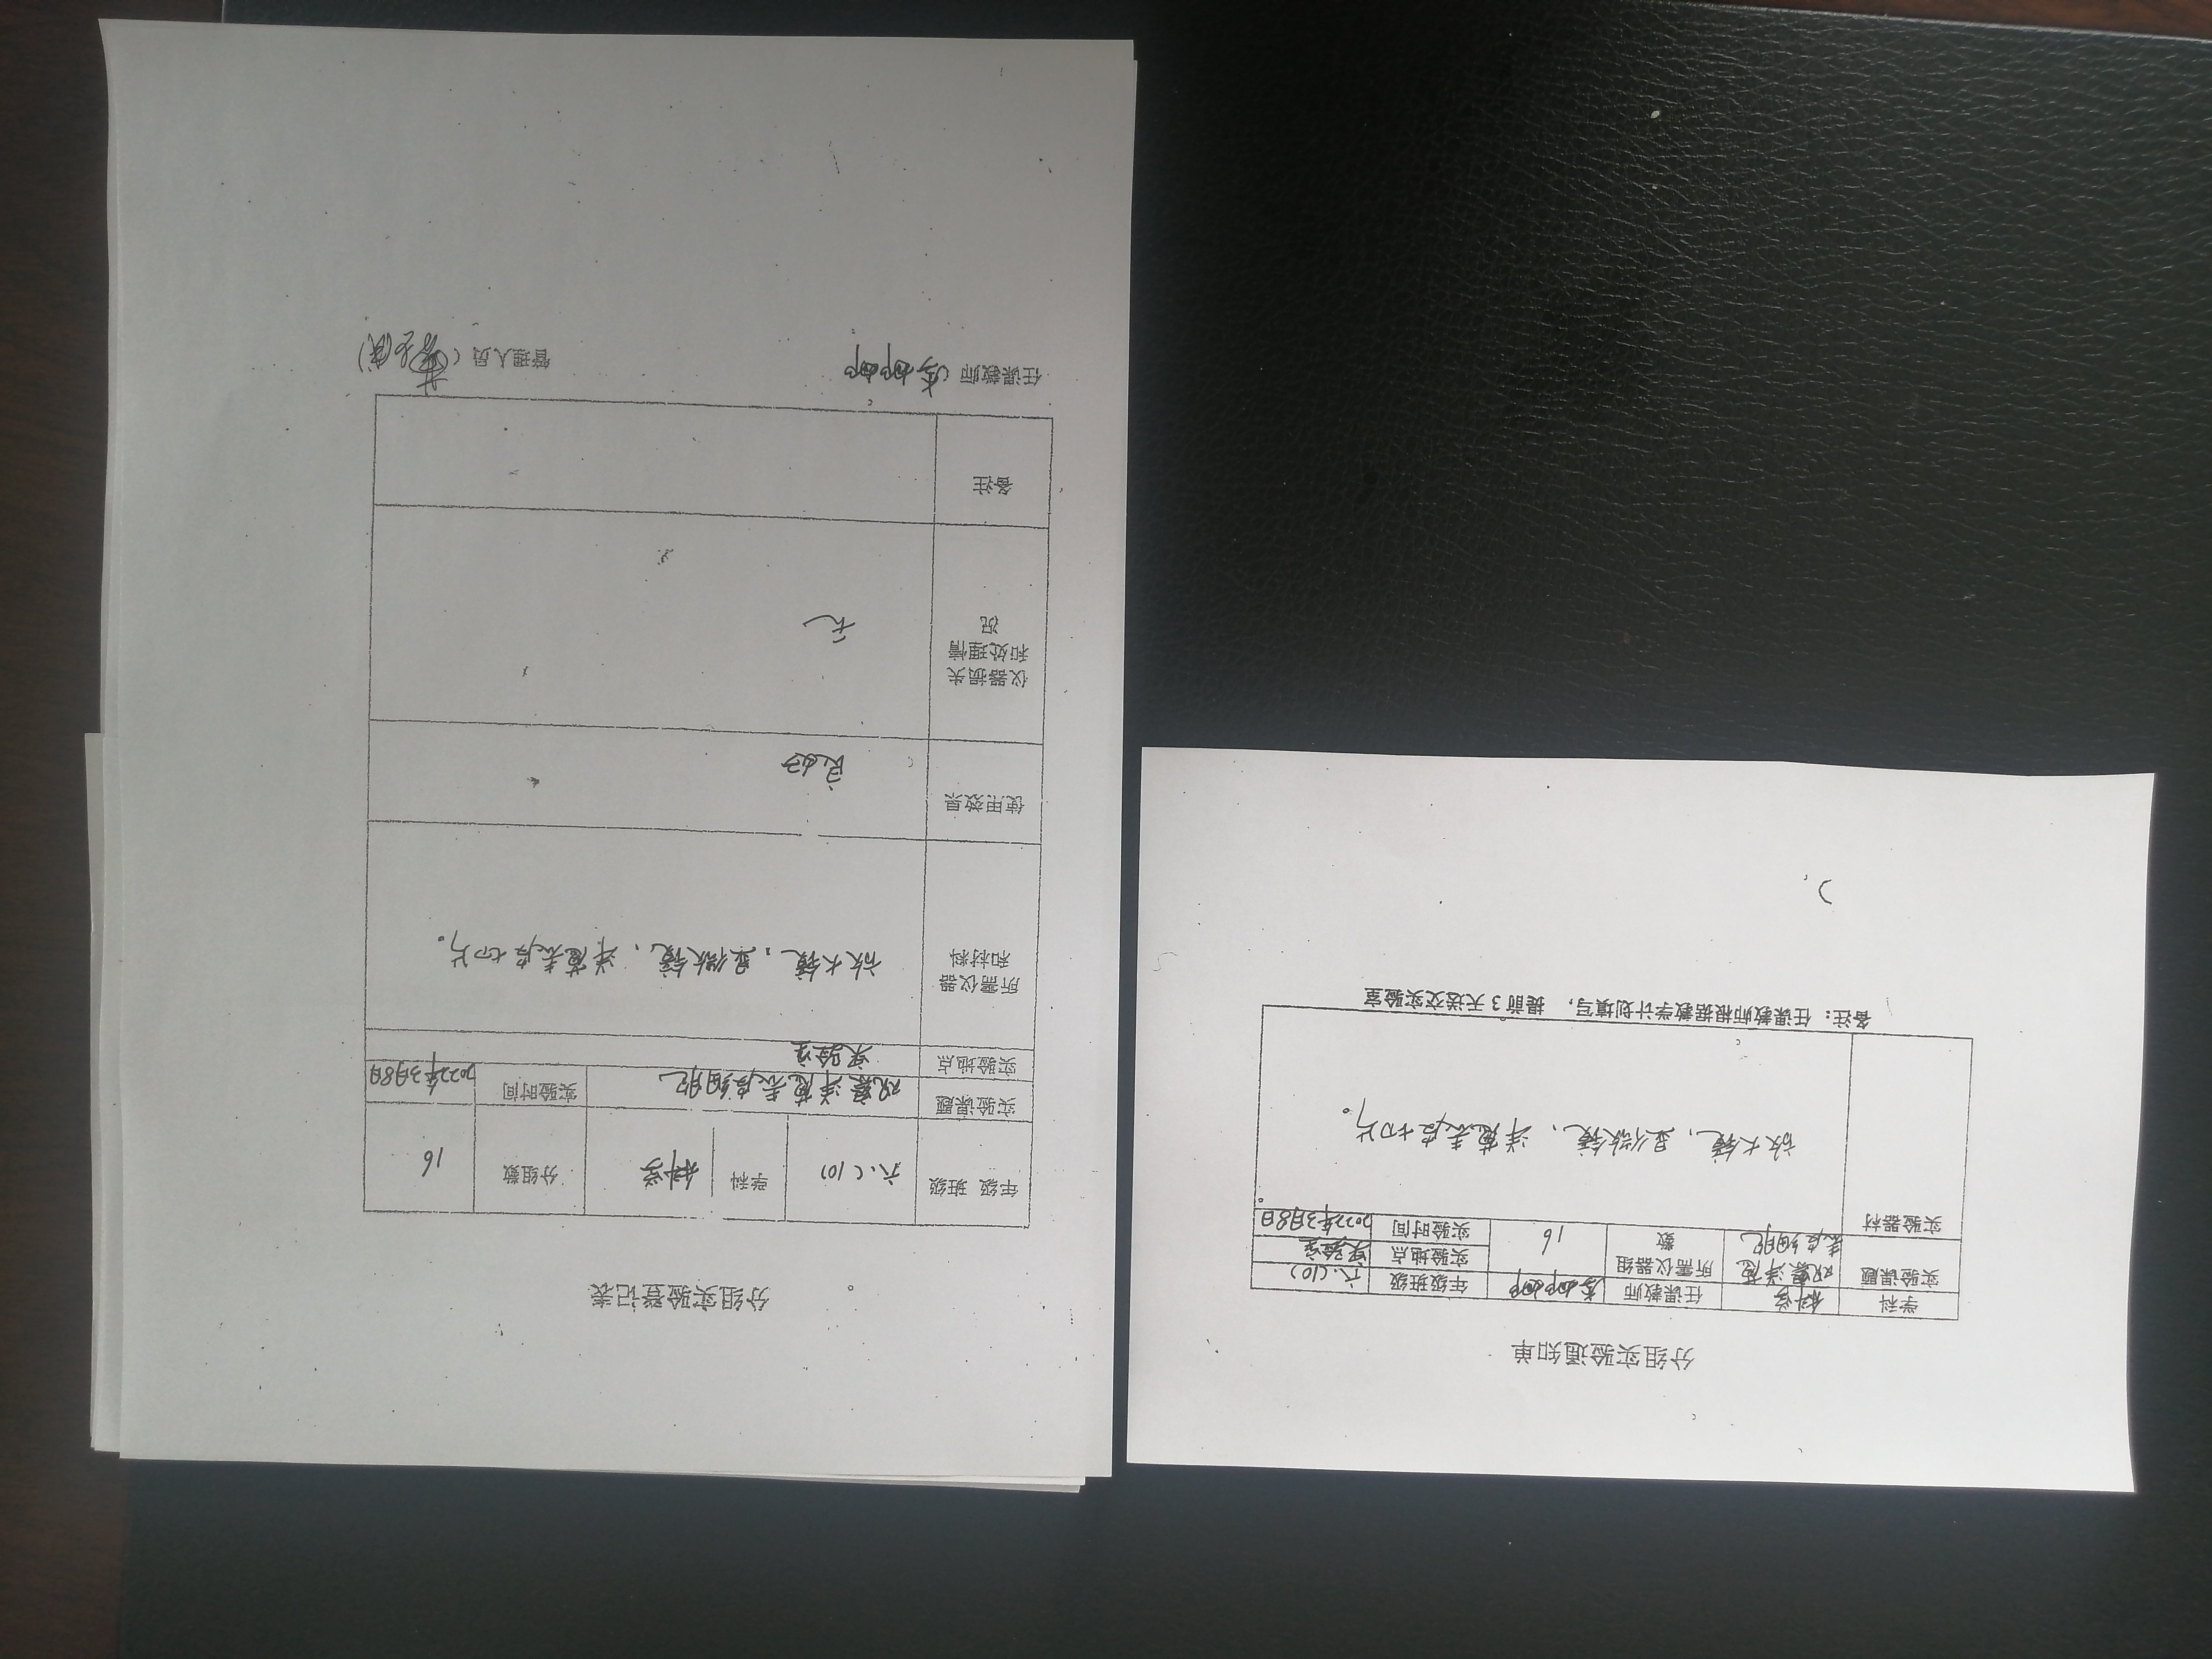 分组实验通知单
学科 科学 任课教师 年级班级 六.(10)
实验课题 观察洋葱表皮细胞 所需仪器组数 16 实验地点 实验室
实验时间 2022年3月8日
实验器材 放大镜、显微镜、洋葱表皮切片。
备注：任课教师根据教学计划填写， 提前3天送交实验室
分组实验登记表
年级 班级 六.(10) 学科 科学 分组数 16
实验课题 观察洋葱表皮细胞 实验时间 2022年3月8日
实验地点 实验室
所需仪器
和材料
放大镜、显微镜、洋葱表皮切片。
使用效果 良好
仪器损失
和处理情
况
无
备注
任课教师（
管理人员（ ）